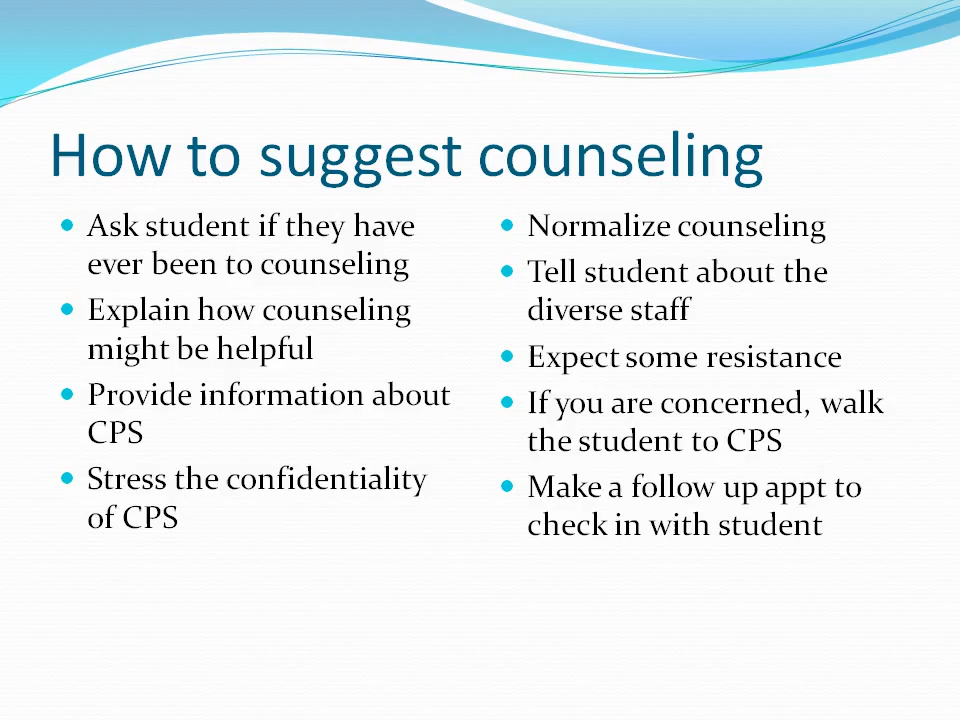 How to suggest counseling
Ask student if they have
ever been to counseling
Explain how counseling
might be helpful
Provide information about
CPS
Stress the confidentiality
of CPS
Normalize counseling
Tell student about the
diverse staff
Expect some resistance
If you are concerned, walk
the student to CPS
Make a follow up appt to
check in with student